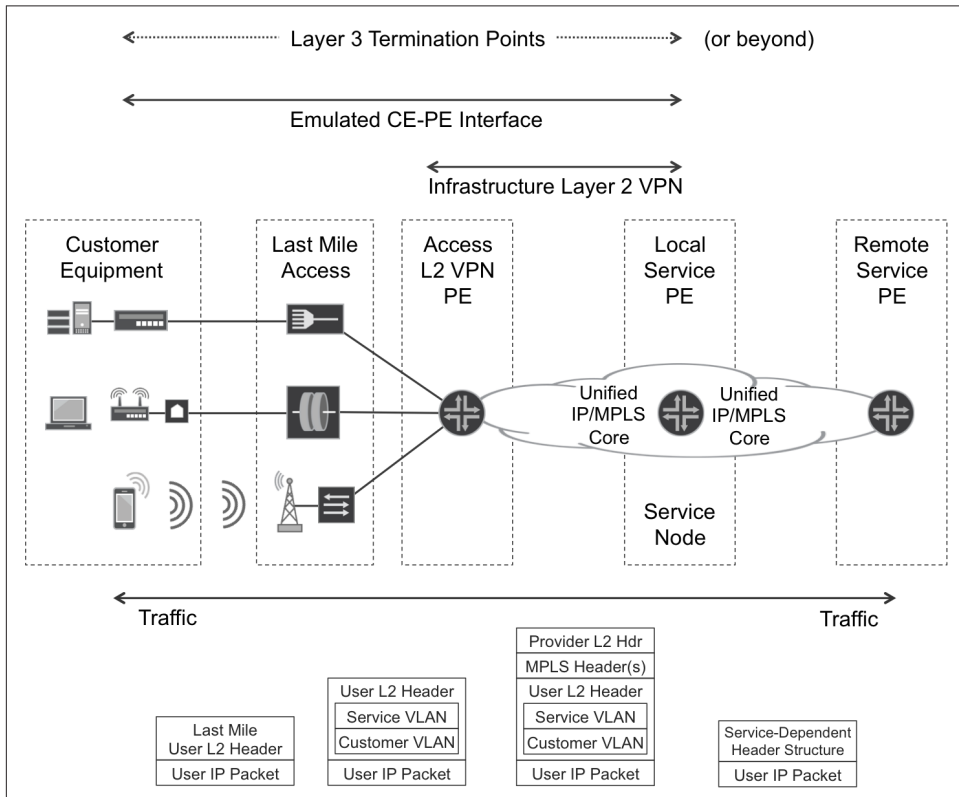 Layer 3 Termination Points
(or beyond)
Emulated CE-PE Interface
Infrastructure Layer 2 VPN
Customer
Equipment
Last Mile
Access
Access
L2 VPN
PE
Local
Service
PE
Remote
Service
PE
Unified
IP/MPLS
Core
Unified
IP/MPLS
Core
Service
Node
Traffic
Traffic
Last Mile
User L2 Header
User IP Packet
User L2 Header
Service VLAN
Customer VLAN
User IP Packet
Provider L2 Hdr
MPLS Header(s)
User L2 Header
Service VLAN
Customer VLAN
User IP Packet
Service-Dependent
Header Structure
User IP Packet